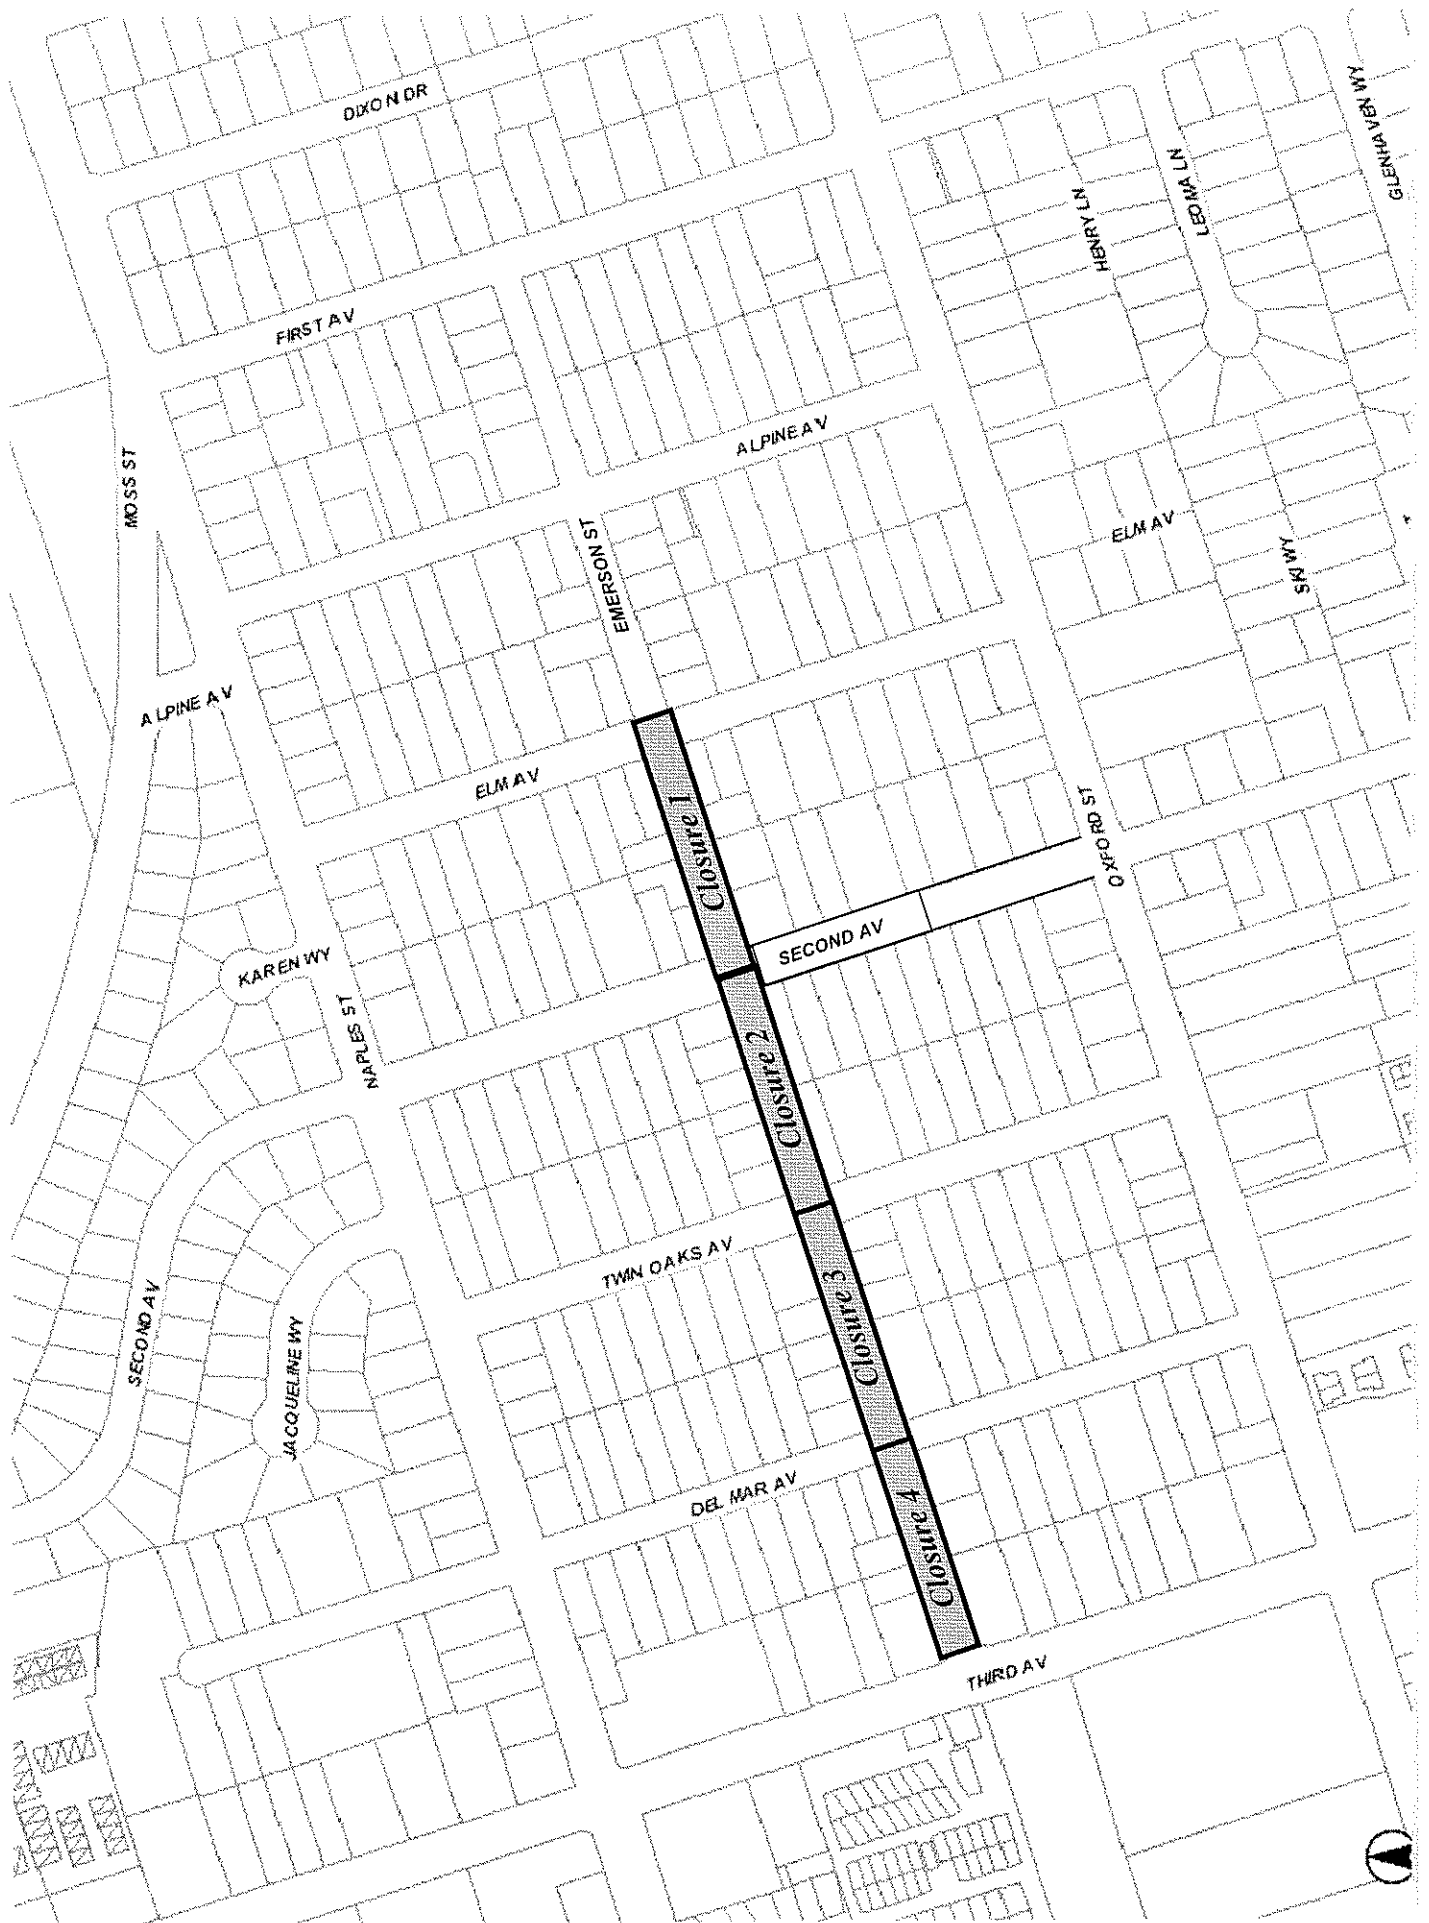 DIXON DR
GLENHAVEN WY
LEONA LN
HENRY LN
FIRST AV
ALPINE AV
MOSS ST
ELM AV
EMERSON ST
SKI WY
ALPINE AV
ELM AV
Closure 1
OXFORD ST
SECOND AV
KAREN WY
NAPLES ST
Closure 2
TWIN OAKS AV
SECOND AV
JACQUELINE WY
Closure 3
DEL MAR AV
Closure 4
THIRD AV